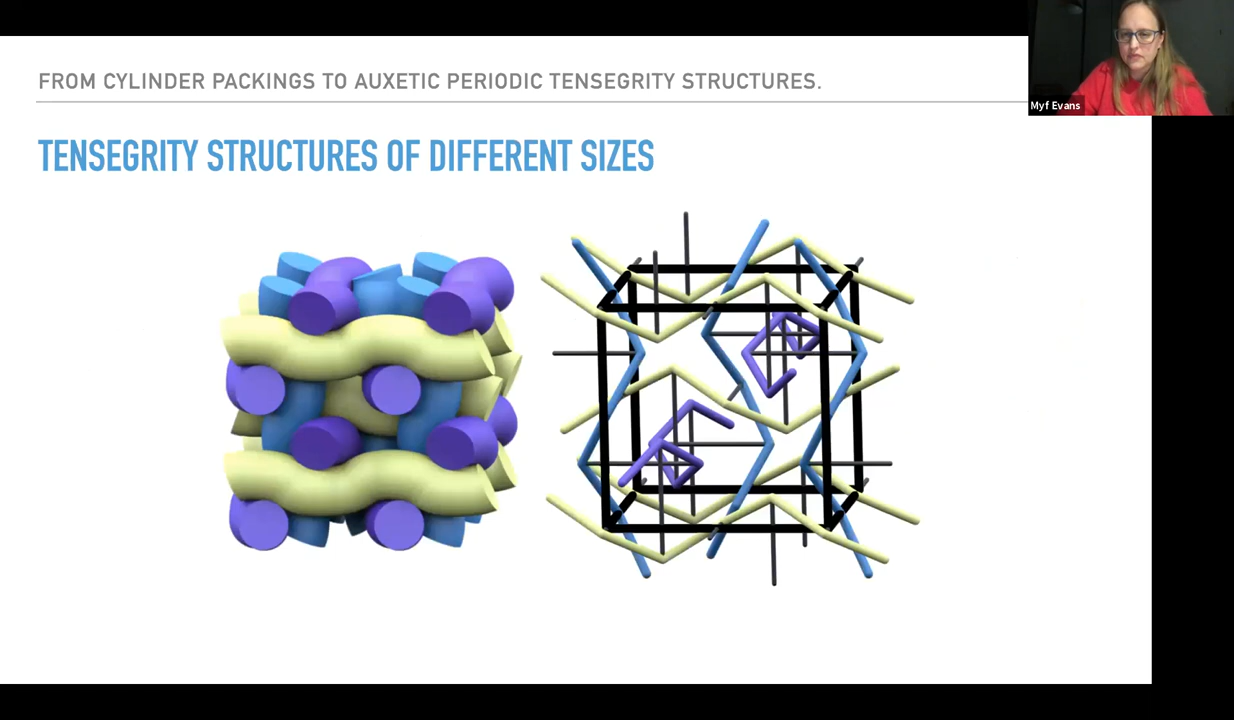 FROM CYLINDER PACKINGS TO AUXETIC PERIODIC TENSEGRITY STRUCTURES.
Myf Evans
TENSEGRITY STRUCTURES OF DIFFERENT SIZES